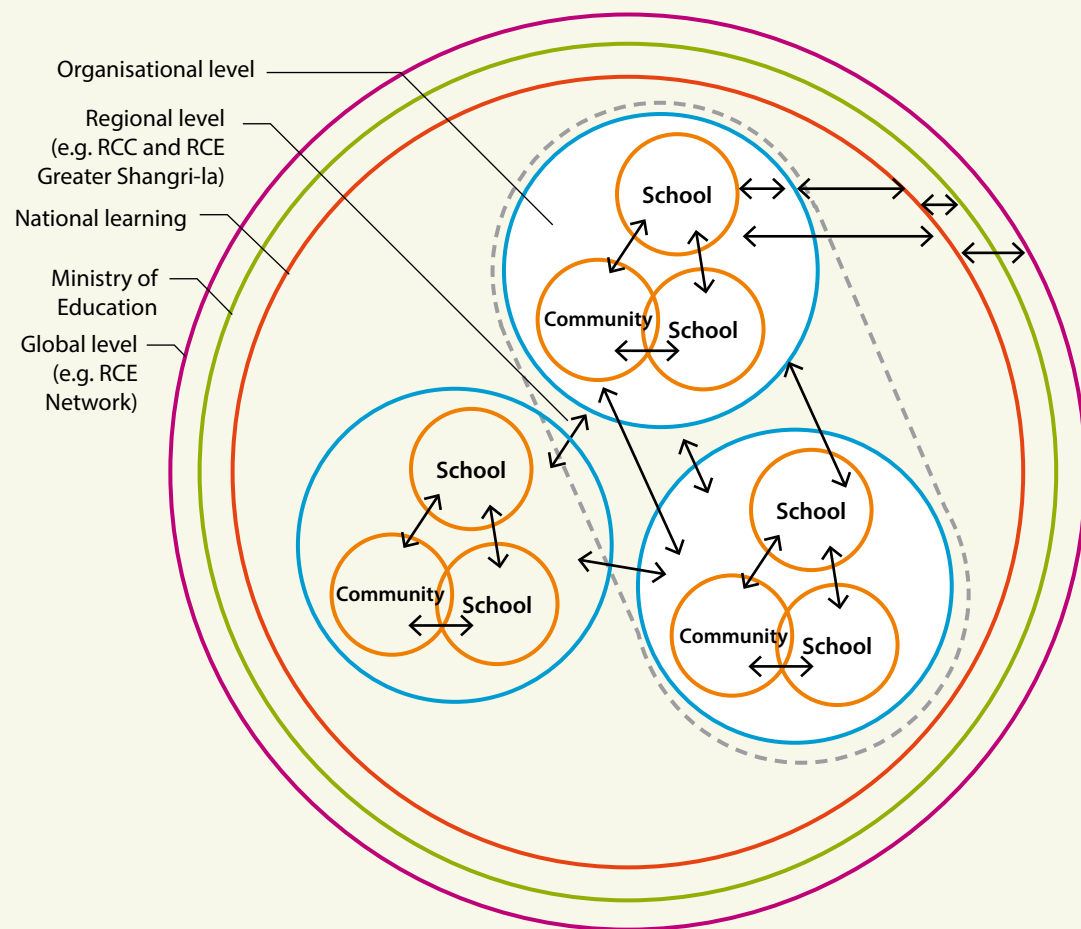 Organisational level
Regional level
(e.g. RCC and RCE
Greater Shangri-la)
National learning
Ministry of
Education
Global level
(e.g. RCE
Network)
School
Community
School
School
Community
School
School
Community
School